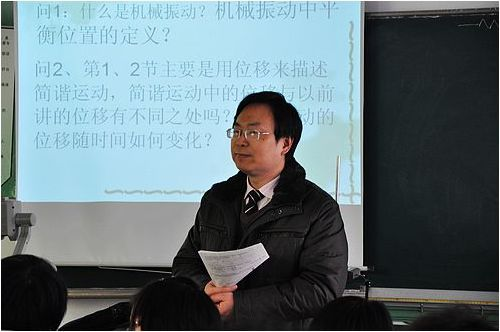 问1：什么是机械振动？机械振动中平
衡位置的定义？
问2、第1、2节主要是用位移来描述
简谐运动，简谐运动中的位移与以前
讲的位移有不同之处吗？ 动的
位移随时间如何变化？